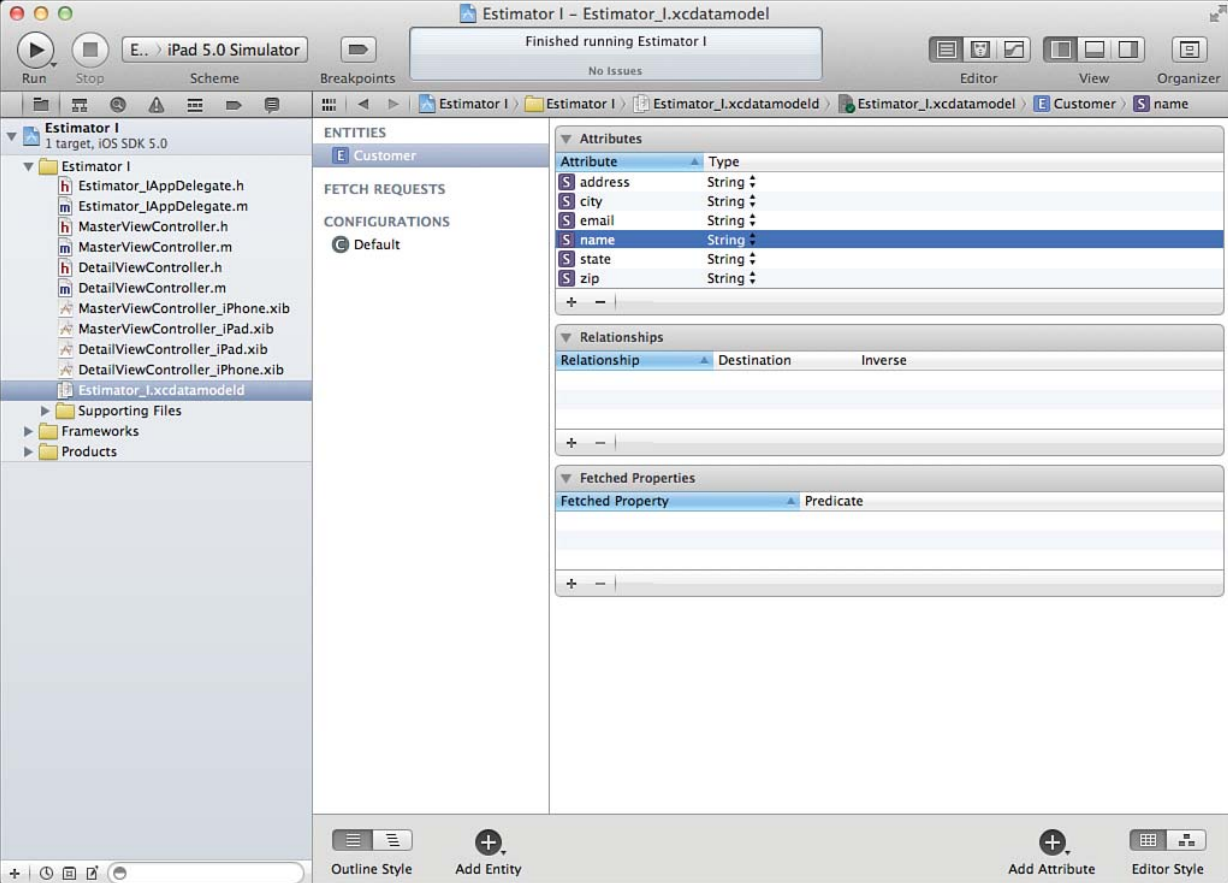 Estimator I – Estimator_I.xcdatamodel
E.. 〉 iPad 5.0 Simulator
Finished running Estimator I
No Issues
Run Stop Scheme Breakpoints Editor View Organizer
Estimator I 〉 Estimator I 〉 Estimator_I.xcdatamodeld 〉 Estimator_I.xcdatamodel 〉 E Customer 〉 S name
Estimator I
1 target, iOS SDK 5.0
Estimator I
h Estimator_IAppDelegate.h
m Estimator_IAppDelegate.m
h MasterViewController.h
m MasterViewController.m
h DetailViewController.h
m DetailViewController.m
MasterViewController_iPhone.xib
MasterViewController_iPad.xib
DetailViewController_iPad.xib
DetailViewController_iPhone.xib
Estimator_I.xcdatamodeld
Supporting Files
Frameworks
Products
ENTITIES
E Customer
FETCH REQUESTS
CONFIGURATIONS
C Default
Attributes
Attribute Type
S address String
S city String
S email String
S name String
S state String
S zip String
+ −
Relationships
Relationship Destination Inverse
+ −
Fetched Properties
Fetched Property Predicate
+ −
Outline Style Add Entity Add Attribute Editor Style